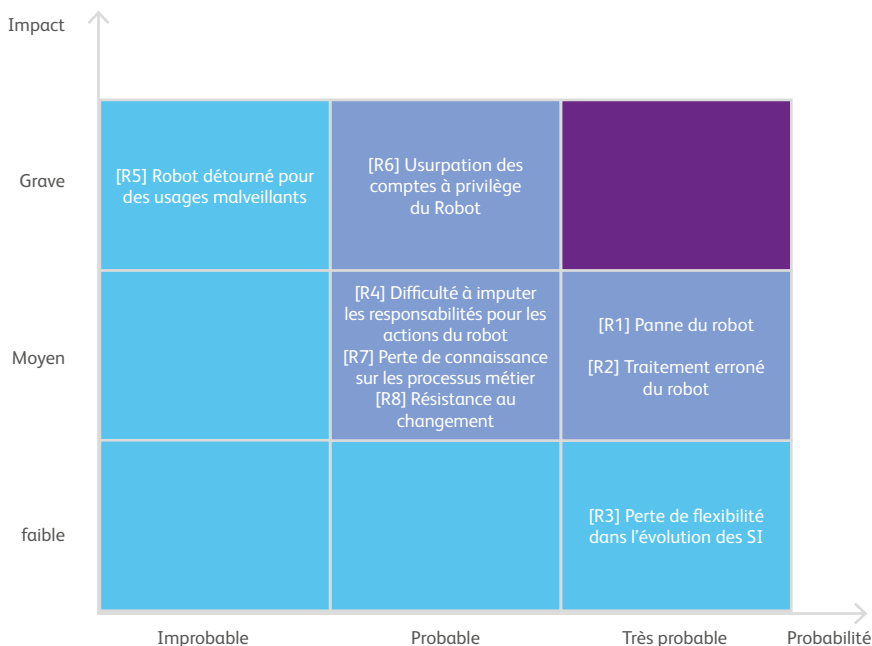 Impact
Grave
[R5] Robot détourné pour
des usages malveillants
[R6] Usurpation des
comptes à privilège
du Robot
Moyen
[R4] Difficulté à imputer
les responsabilités pour les
actions du robot
[R7] Perte de connaissance
sur les processus métier
[R8] Résistance au
changement
[R1] Panne du robot
[R2] Traitement erroné
du robot
faible
[R3] Perte de flexibilité
dans l'évolution des SI
Improbable
Probable
Très probable
Probabilité